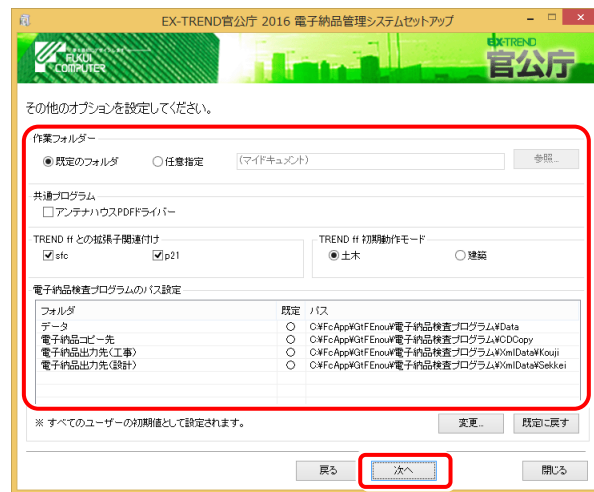 EX-TREND官公庁 2016 電子納品管理システムセットアップ
FUKUI COMPUTER
EX-TREND
官公庁
その他のオプションを設定してください。
作業フォルダー
既定のフォルダ 任意指定 (マイドキュメント) 参照...
共通プログラム
アンテナハウスPDFドライバー
TREND ff との拡張子関連付け
sfc p21
TREND ff 初期動作モード
土木 建築
電子納品検査プログラムのパス設定
フォルダ 既定 パス
データ ○ C:¥FcApp¥GtFEnou¥電子納品検査プログラム¥Data
電子納品コピー先 ○ C:¥FcApp¥GtFEnou¥電子納品検査プログラム¥CDCopy
電子納品出力先(工事) ○ C:¥FcApp¥GtFEnou¥電子納品検査プログラム¥XmlData¥Kouji
電子納品出力先(設計) ○ C:¥FcApp¥GtFEnou¥電子納品検査プログラム¥XmlData¥Sekkei
※ すべてのユーザーの初期値として設定されます。 変更... 既定に戻す
戻る 次へ 閉じる